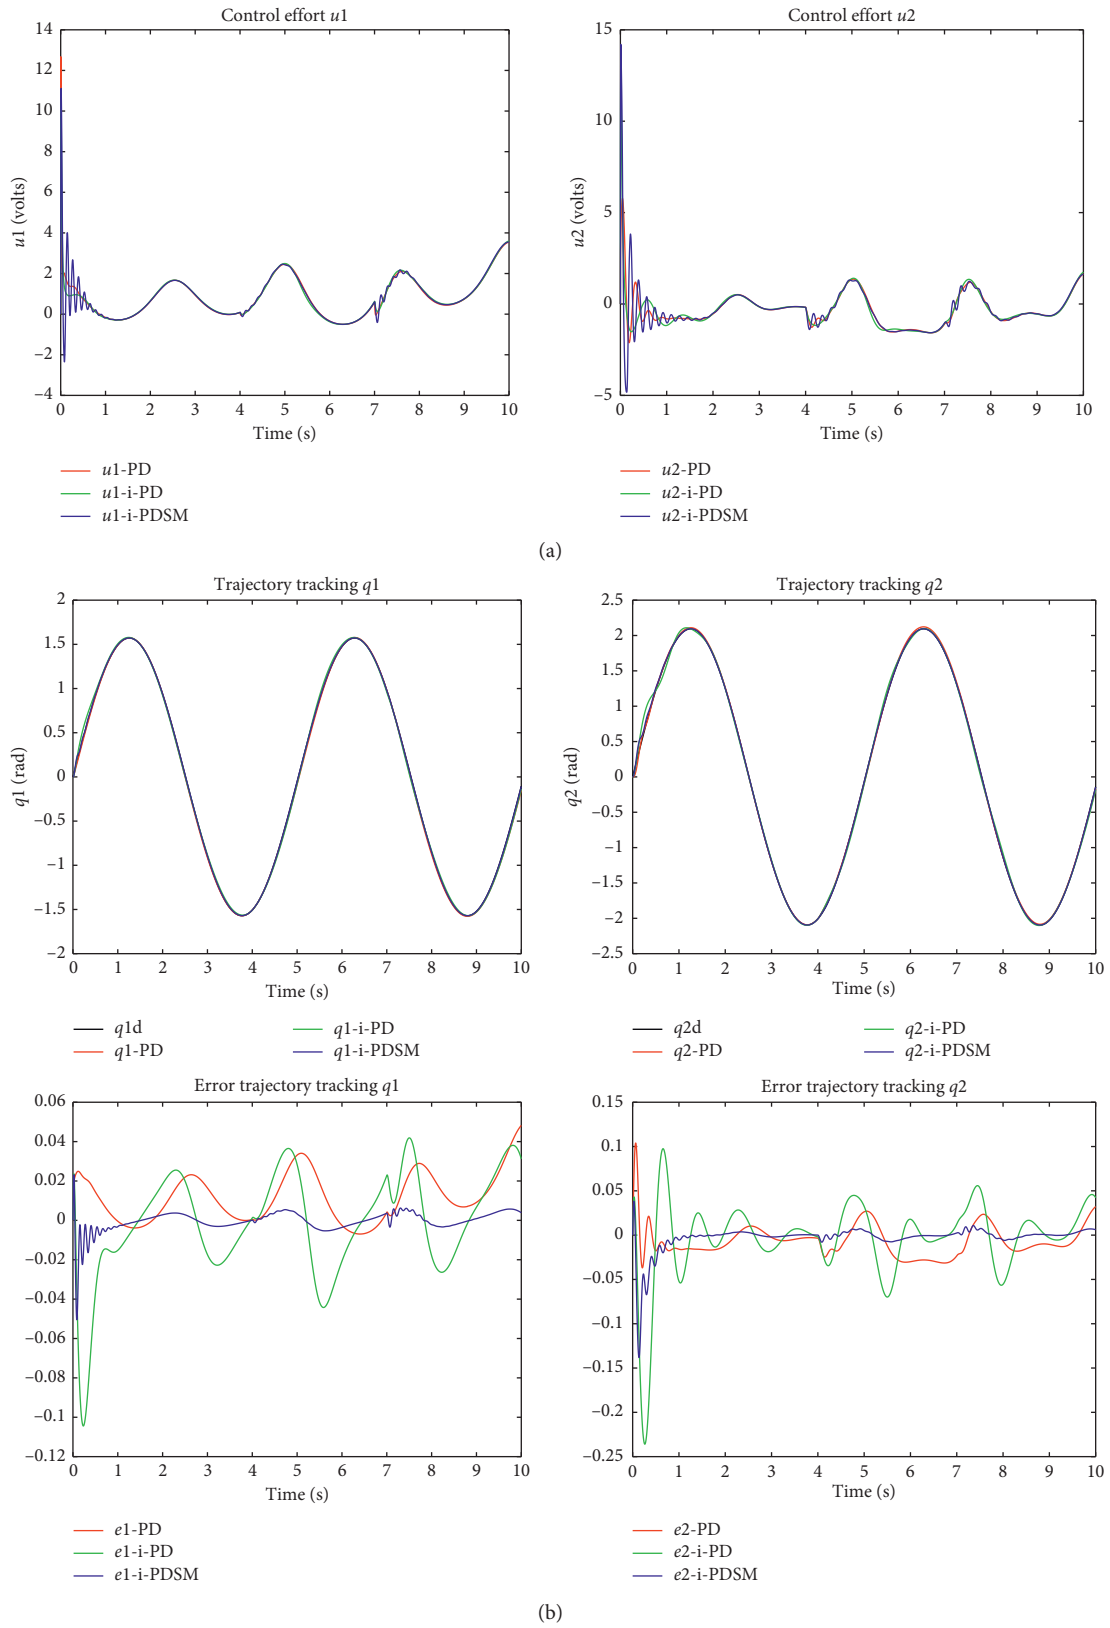 Control effort u1
14
12
10
8
6
4
2
0
−2
−4
u1 (volts)
0 1 2 3 4 5 6 7 8 9 10
Time (s)
u1-PD
u1-i-PD
u1-i-PDSM
Control effort u2
15
10
5
0
−5
u2 (volts)
0 1 2 3 4 5 6 7 8 9 10
Time (s)
u2-PD
u2-i-PD
u2-i-PDSM
(a)
Trajectory tracking q1
2
1.5
1
0.5
0
−0.5
−1
−1.5
−2
q1 (rad)
0 1 2 3 4 5 6 7 8 9 10
Time (s)
q1d
q1-PD
q1-i-PD
q1-i-PDSM
Trajectory tracking q2
2.5
2
1.5
1
0.5
0
−0.5
−1
−1.5
−2
−2.5
q2 (rad)
0 1 2 3 4 5 6 7 8 9 10
Time (s)
q2d
q2-PD
q2-i-PD
q2-i-PDSM
Error trajectory tracking q1
0.06
0.04
0.02
0
−0.02
−0.04
−0.06
−0.08
−0.1
−0.12
0 1 2 3 4 5 6 7 8 9 10
Time (s)
e1-PD
e1-i-PD
e1-i-PDSM
Error trajectory tracking q2
0.15
0.1
0.05
0
−0.05
−0.1
−0.15
−0.2
−0.25
0 1 2 3 4 5 6 7 8 9 10
Time (s)
e2-PD
e2-i-PD
e2-i-PDSM
(b)